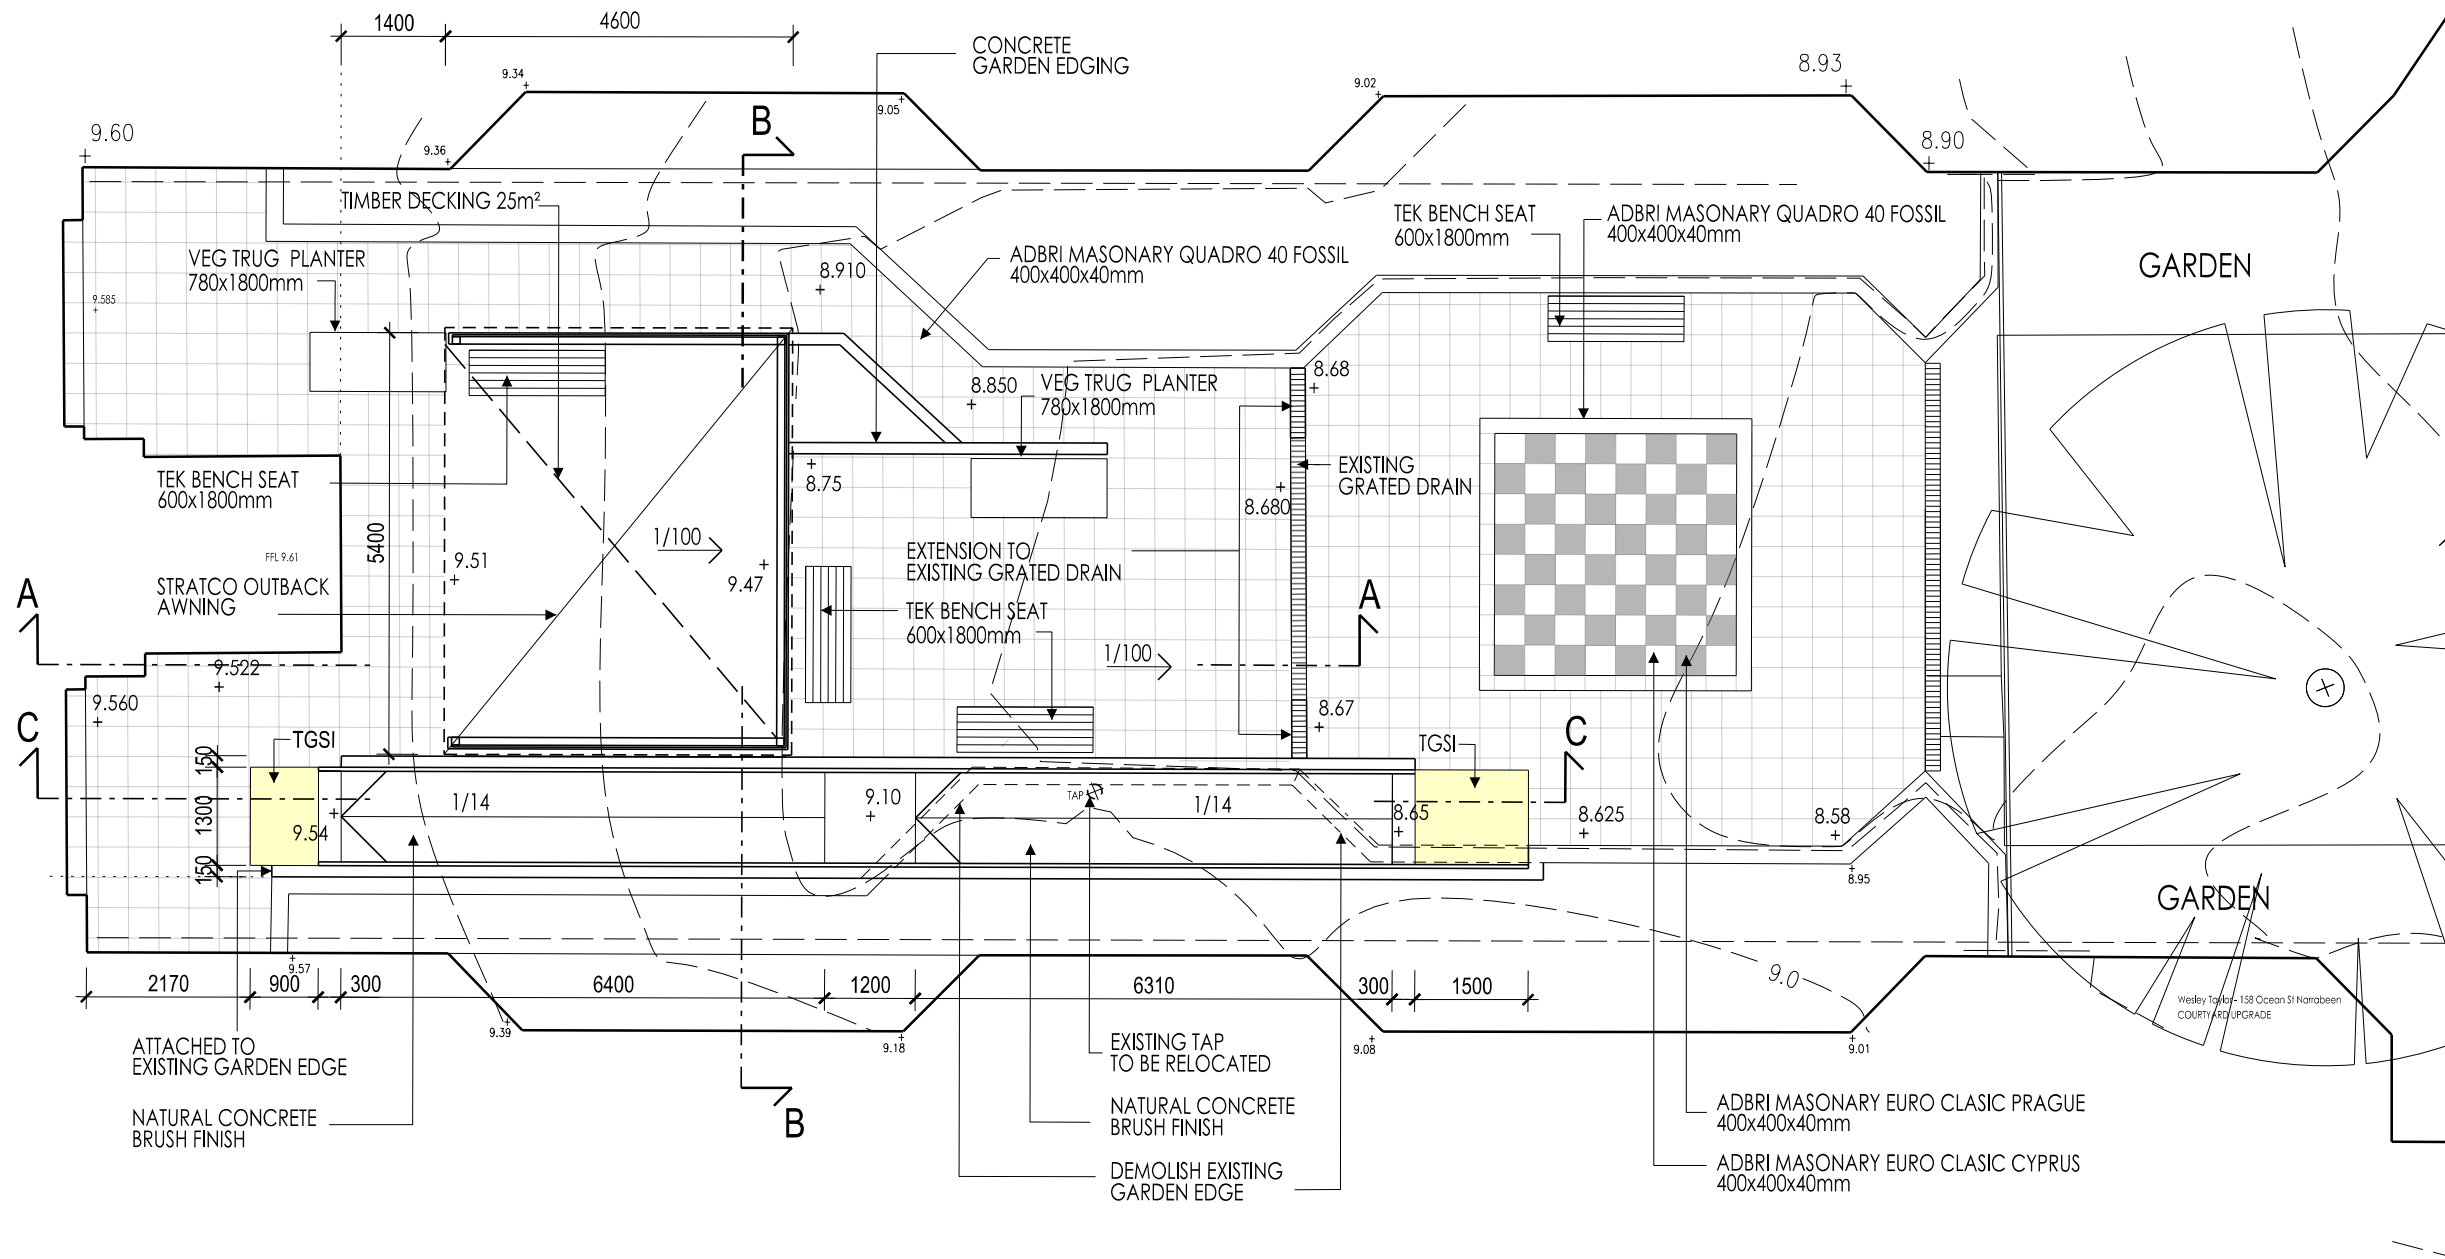 1400
4600
CONCRETE
GARDEN EDGING
9.34
9.05
9.02
8.93
B
9.60
9.36
8.90
TIMBER DECKING 25m²
TEK BENCH SEAT
600x1800mm
ADBRI MASONARY QUADRO 40 FOSSIL
400x400x40mm
VEG TRUG PLANTER
780x1800mm
ADBRI MASONARY QUADRO 40 FOSSIL
400x400x40mm
GARDEN
8.910
9.585
8.68
8.850
VEG TRUG PLANTER
780x1800mm
EXISTING
GRATED DRAIN
TEK BENCH SEAT
600x1800mm
8.75
8.680
5400
1/100
FFL 9.61
9.51
9.47
EXTENSION TO
EXISTING GRATED DRAIN
STRATCO OUTBACK
AWNING
A
A
TEK BENCH SEAT
600x1800mm
1/100
9.522
9.560
8.67
C
C
TGSI
TGSI
150
1300
150
1/14
9.54
9.10
TAP
1/14
8.65
8.625
8.58
8.95
GARDEN
9.57
9.0
2170
900
300
6400
1200
6310
300
1500
Wesley Taylor - 158 Ocean St Narrabeen
COURTYARD UPGRADE
9.39
9.18
9.08
9.01
ATTACHED TO
EXISTING GARDEN EDGE
EXISTING TAP
TO BE RELOCATED
NATURAL CONCRETE
BRUSH FINISH
B
NATURAL CONCRETE
BRUSH FINISH
ADBRI MASONARY EURO CLASIC PRAGUE
400x400x40mm
DEMOLISH EXISTING
GARDEN EDGE
ADBRI MASONARY EURO CLASIC CYPRUS
400x400x40mm